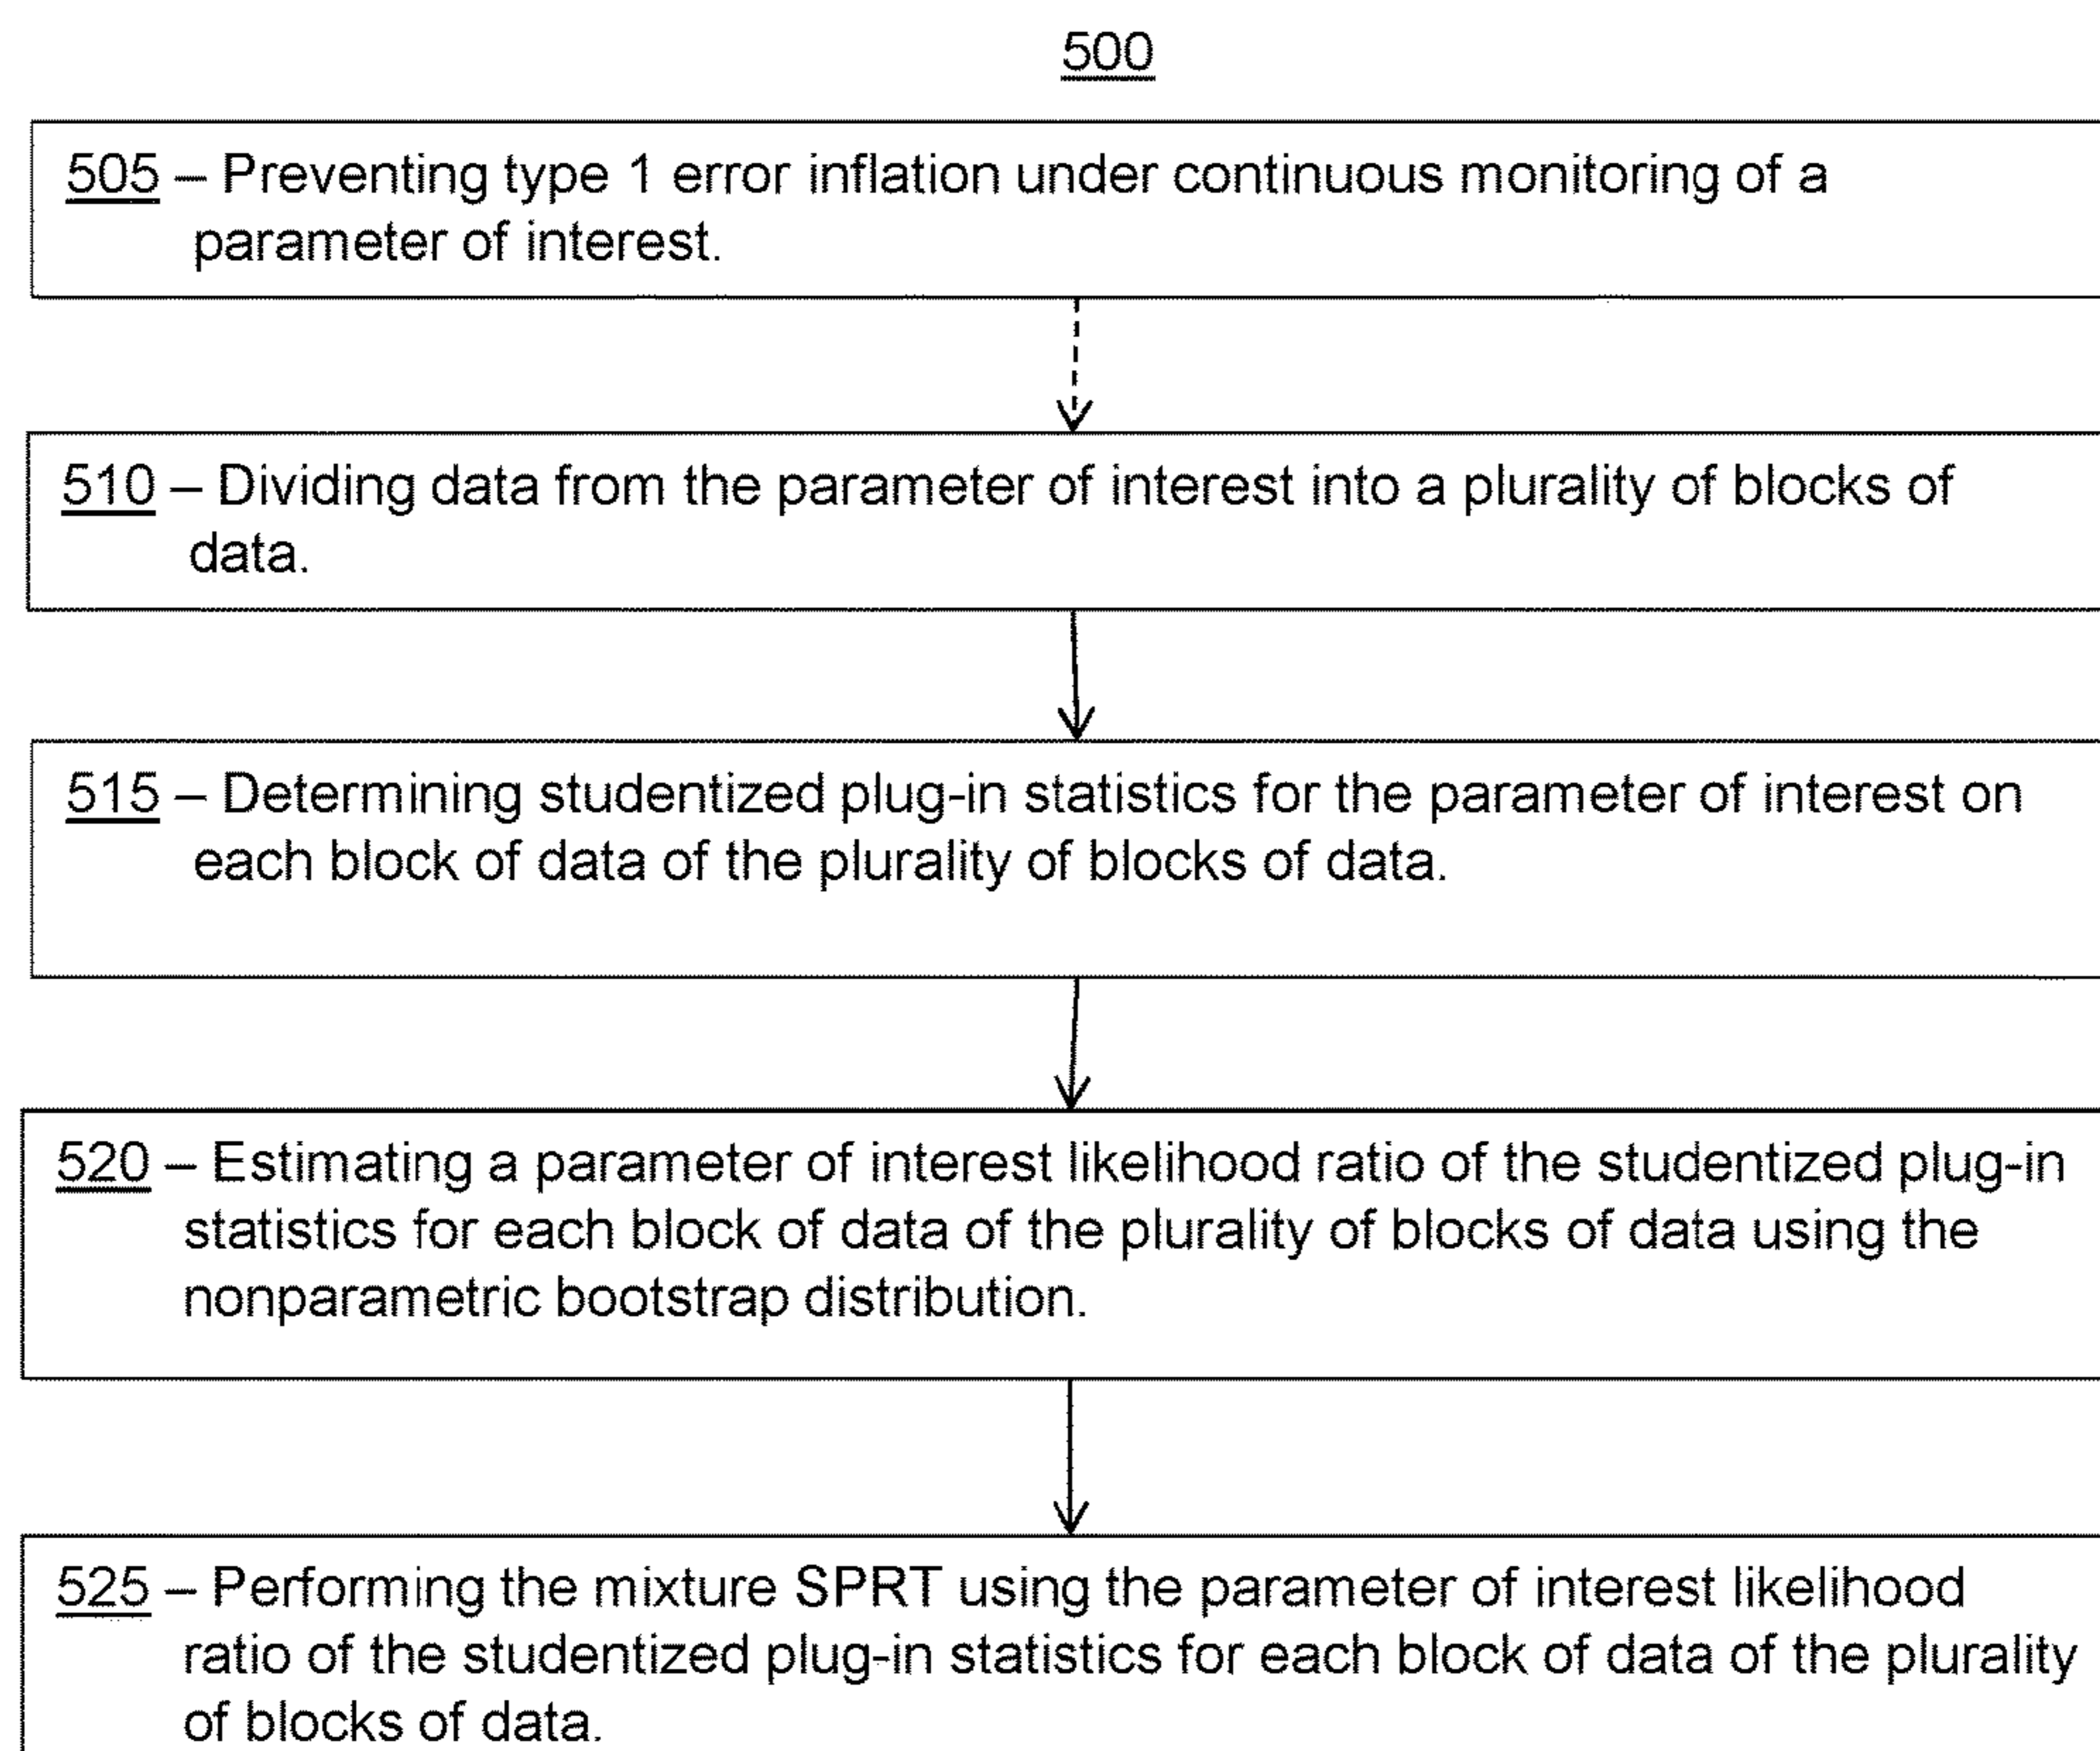 500
505 – Preventing type 1 error inflation under continuous monitoring of a
parameter of interest.
510 – Dividing data from the parameter of interest into a plurality of blocks of
data.
515 – Determining studentized plug-in statistics for the parameter of interest on
each block of data of the plurality of blocks of data.
520 – Estimating a parameter of interest likelihood ratio of the studentized plug-in
statistics for each block of data of the plurality of blocks of data using the
nonparametric bootstrap distribution.
525 – Performing the mixture SPRT using the parameter of interest likelihood
ratio of the studentized plug-in statistics for each block of data of the plurality
of blocks of data.